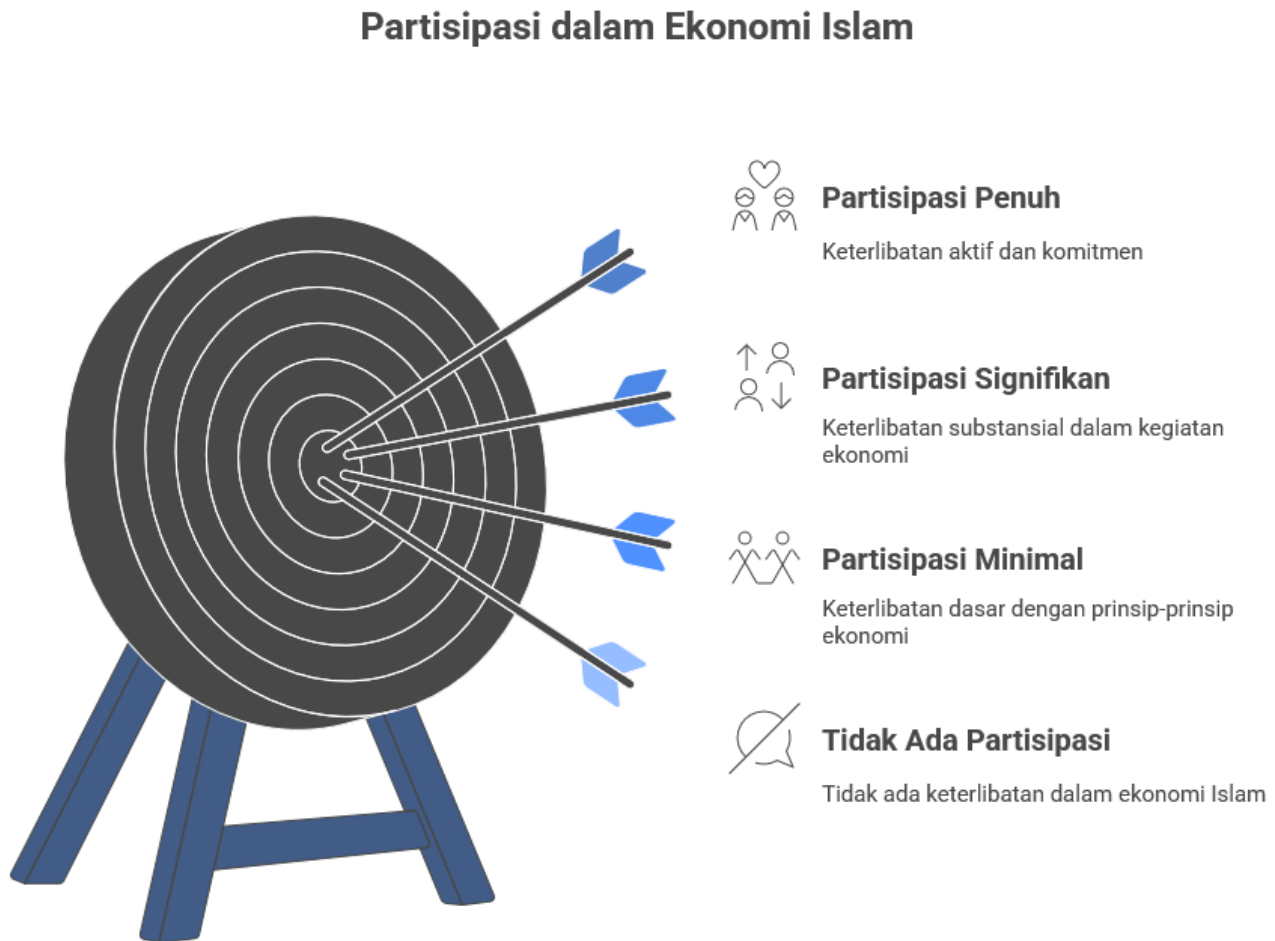 Partisipasi dalam Ekonomi Islam
Partisipasi Penuh
Keterlibatan aktif dan komitmen
Partisipasi Signifikan
Keterlibatan substansial dalam kegiatan
ekonomi
Partisipasi Minimal
Keterlibatan dasar dengan prinsip-prinsip
ekonomi
Tidak Ada Partisipasi
Tidak ada keterlibatan dalam ekonomi Islam